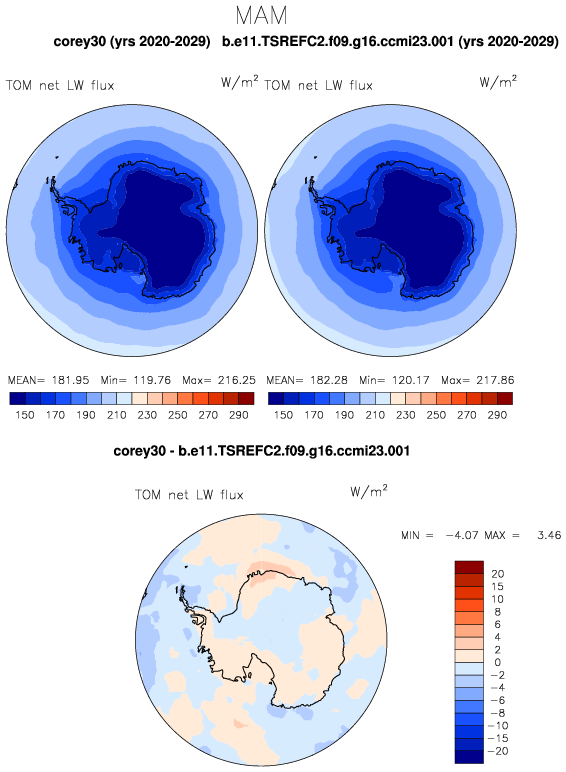 MAM
corey30 (yrs 2020-2029) b.e11.TSREFC2.f09.g16.ccmi23.001 (yrs 2020-2029)
TOM net LW flux W/m² TOM net LW flux W/m²
MEAN= 181.95 Min= 119.76 Max= 216.25 MEAN= 182.28 Min= 120.17 Max= 217.86
150 170 190 210 230 250 270 290 150 170 190 210 230 250 270 290
corey30 - b.e11.TSREFC2.f09.g16.ccmi23.001
TOM net LW flux W/m²
MIN = -4.07 MAX = 3.46
20
15
10
8
6
4
2
0
-2
-4
-6
-8
-10
-15
-20